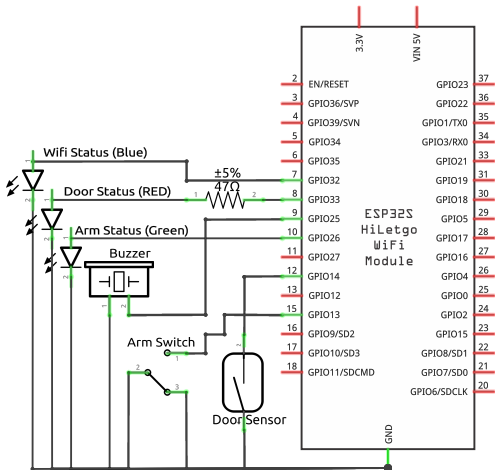 3.3V
VIN 5V
2 EN/RESET
3 GPIO36/SVP
4 GPIO39/SVN
5 GPIO34
6 GPIO35
7 GPIO32
8 GPIO33
9 GPIO25
10 GPIO26
11 GPIO27
12 GPIO14
13 GPIO12
15 GPIO13
16 GPIO9/SD2
17 GPIO10/SD3
18 GPIO11/SDCMD
GPIO23 37
GPIO22 36
GPIO1/TX0 35
GPIO3/RX0 34
GPIO21 33
GPIO19 31
GPIO18 30
GPIO5 29
GPIO17 28
GPIO16 27
GPIO4 26
GPIO0 25
GPIO2 24
GPIO15 23
GPIO8/SD1 22
GPIO7/SD0 21
GPIO6/SDCLK 20
ESP32S
HiLetgo
WiFi
Module
GND
Wifi Status (Blue)
±5%
47Ω
1 2
Door Status (RED)
Arm Status (Green)
Buzzer
1 2
Arm Switch
1
2
3
Door Sensor